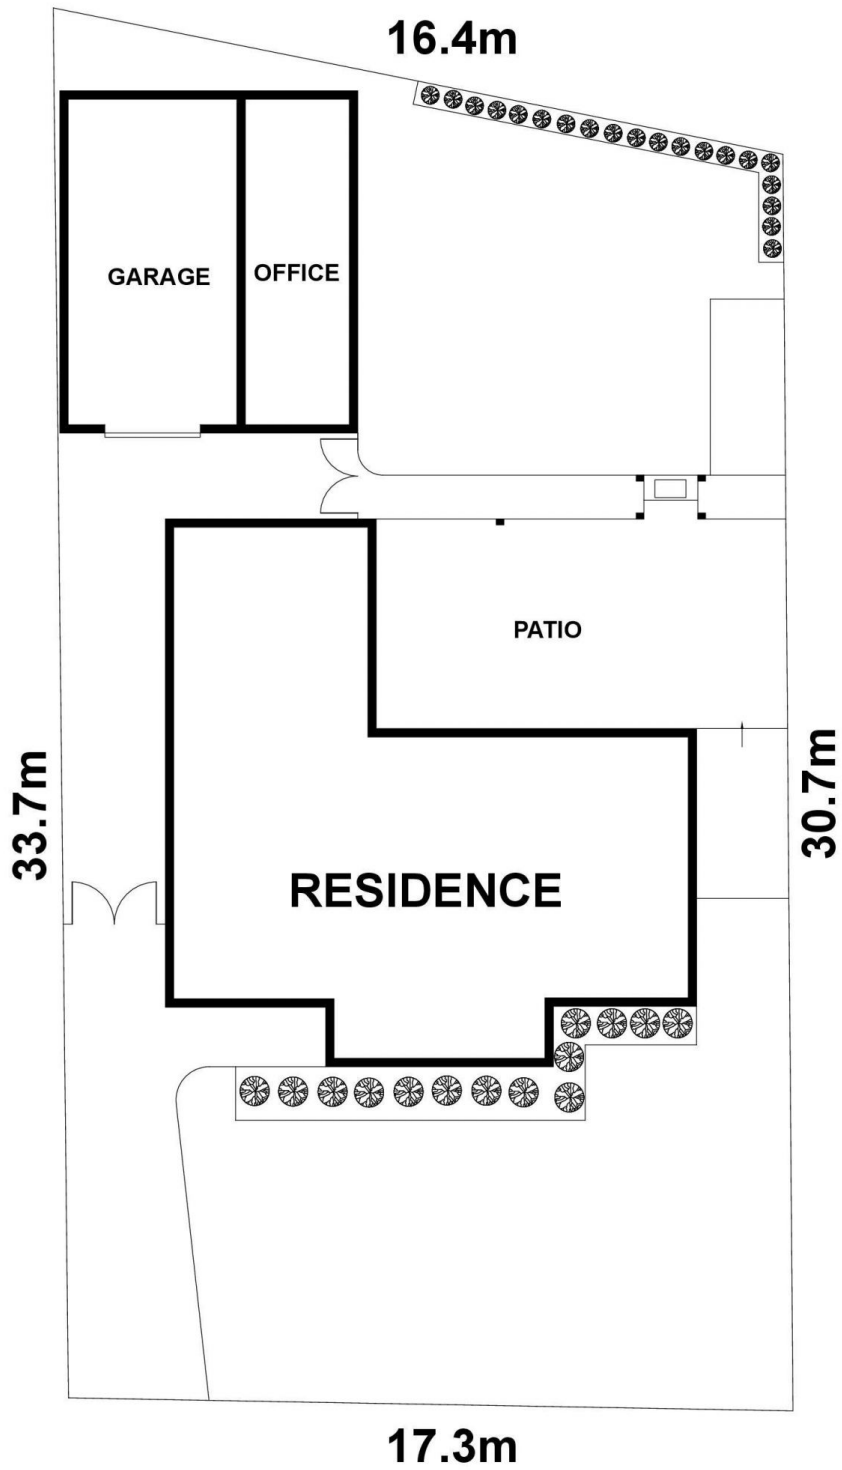 16.4m
GARAGE
OFFICE
PATIO
33.7m
30.7m
RESIDENCE
17.3m